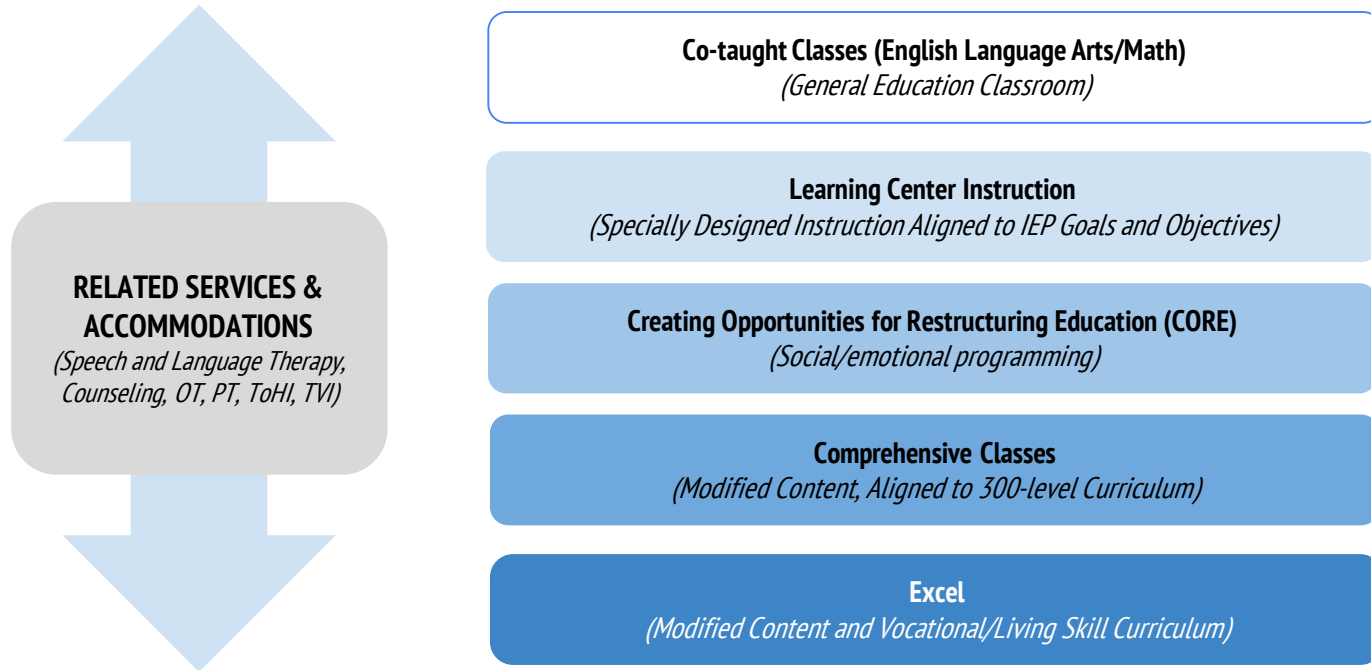 Co-taught Classes (English Language Arts/Math)
(General Education Classroom)
Learning Center Instruction
(Specially Designed Instruction Aligned to IEP Goals and Objectives)
RELATED SERVICES &
ACCOMMODATIONS
(Speech and Language Therapy,
Counseling, OT, PT, ToHI, TVI)
Creating Opportunities for Restructuring Education (CORE)
(Social/emotional programming)
Comprehensive Classes
(Modified Content, Aligned to 300-level Curriculum)
Excel
(Modified Content and Vocational/Living Skill Curriculum)